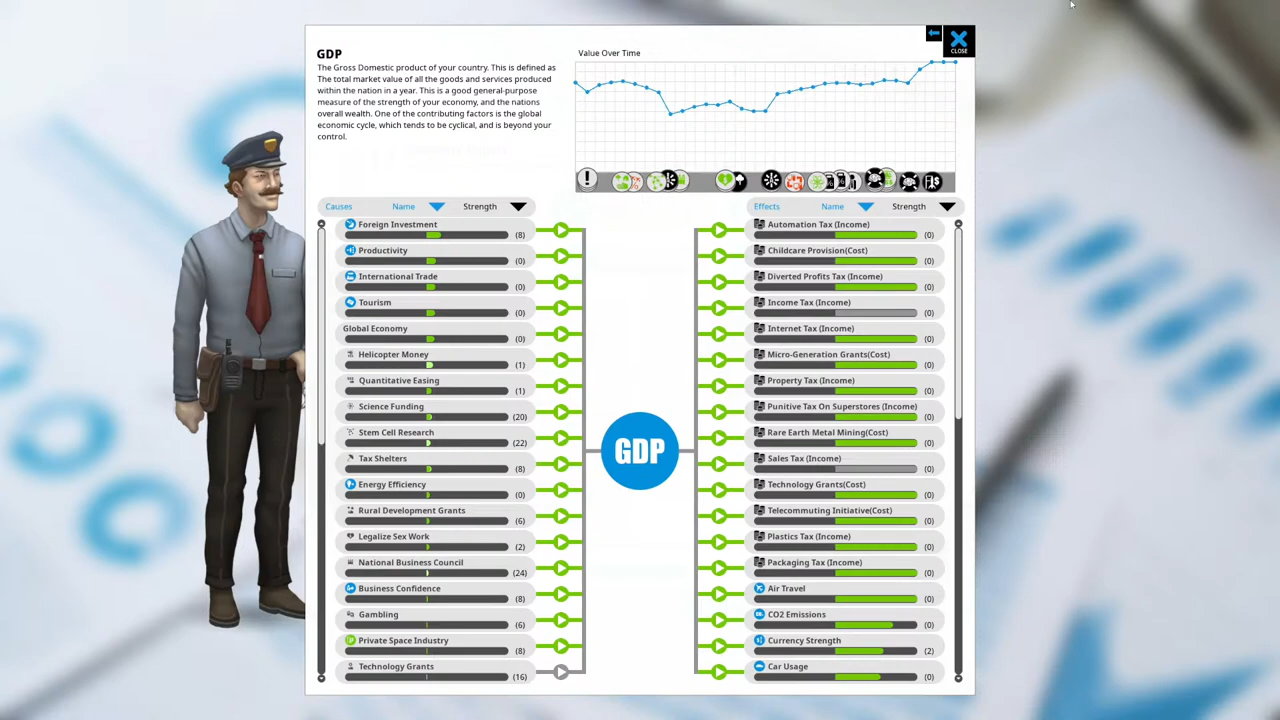 GDP
The Gross Domestic product of your country. This is defined as
The total market value of all the goods and services produced
within the nation in a year. This is a good general-purpose
measure of the strength of your economy, and the nations
overall wealth. One of the contributing factors is the global
economic cycle, which tends to be cyclical, and is beyond your
control.
Value Over Time
CLOSE
Causes Name Strength
Foreign Investment
(8)
Productivity
(0)
International Trade
(0)
Tourism
(0)
Global Economy
(0)
Helicopter Money
(1)
Quantitative Easing
(1)
Science Funding
(20)
Stem Cell Research
(22)
Tax Shelters
(8)
Energy Efficiency
(0)
Rural Development Grants
(6)
Legalize Sex Work
(2)
National Business Council
(24)
Business Confidence
(8)
Gambling
(6)
Private Space Industry
(8)
Technology Grants
(16)
GDP
Effects Name Strength
Automation Tax (Income)
(0)
Childcare Provision(Cost)
(0)
Diverted Profits Tax (Income)
(0)
Income Tax (Income)
(0)
Internet Tax (Income)
(0)
Micro-Generation Grants(Cost)
(0)
Property Tax (Income)
(0)
Punitive Tax On Superstores (Income)
(0)
Rare Earth Metal Mining(Cost)
(0)
Sales Tax (Income)
(0)
Technology Grants(Cost)
(0)
Telecommuting Initiative(Cost)
(0)
Plastics Tax (Income)
(0)
Packaging Tax (Income)
(0)
Air Travel
(0)
CO2 Emissions
(0)
Currency Strength
(2)
Car Usage
(0)